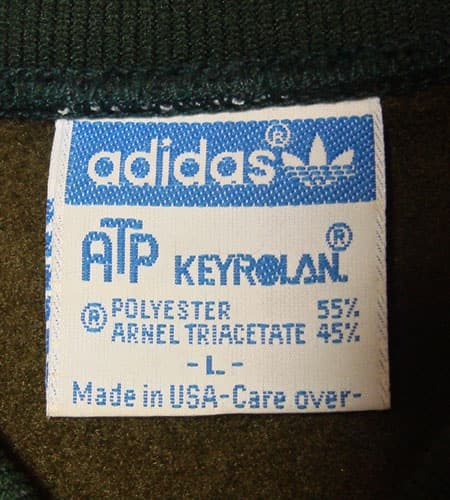 adidas®
ATP KEYROLAN®
® POLYESTER 55%
ARNEL TRIACETATE 45%
- L -
Made in USA-Care over-